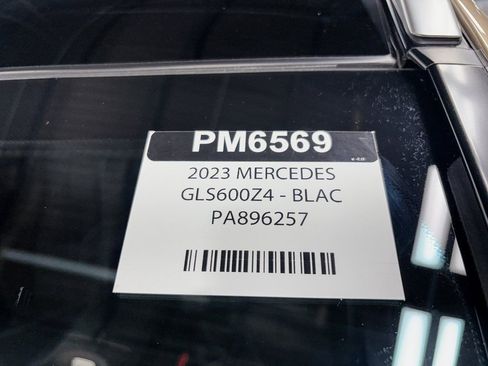 PM6569
2023 MERCEDES
GLS600Z4 - BLAC
PA896257